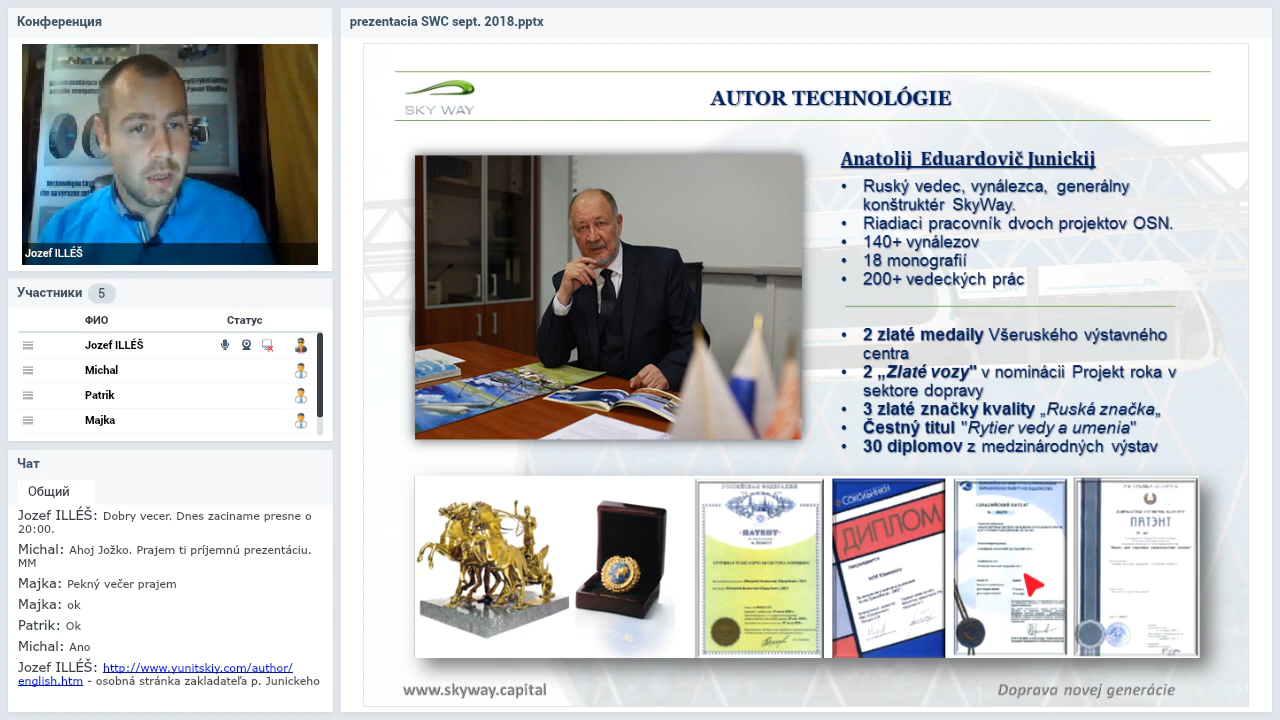 Конференция
Jozef ILLÉŠ
Участники 5
ФИО Статус
Jozef ILLÉŠ
Michal
Patrik
Majka
Чат
Общий
Jozef ILLÉŠ: Dobry vecer. Dnes zaciname presne o
20:00.
Michal: Ahoj Jožko. Prajem ti príjemnú prezentáciu.
MM
Majka: Pekný večer prajem
Majka: ok
Patrik: Ok
Michal: Áno.
Jozef ILLÉŠ: http://www.yunitskiy.com/author/
english.htm - osobná stránka zakladateľa p. Junickeho
prezentacia SWC sept. 2018.pptx
SKY WAY
AUTOR TECHNOLÓGIE
Anatolij Eduardovič Junickij
• Ruský vedec, vynálezca, generálny
konštruktér SkyWay.
• Riadiaci pracovník dvoch projektov OSN.
• 140+ vynálezov
• 18 monografií
• 200+ vedeckých prác
• 2 zlaté medaily Všeruského výstavného
centra
• 2 „Zlaté vozy" v nominácii Projekt roka v
sektore dopravy
• 3 zlaté značky kvality „Ruská značka„
• Čestný titul "Rytier vedy a umenia"
• 30 diplomov z medzinárodných výstav
РОССИЙСКАЯ ФЕДЕРАЦИЯ
ПАТЕНТ
СОКОЛЬНИКИ
ДИПЛОМ
ЕВРАЗИЙСКИЙ ПАТЕНТ
ПАТЭНТ
www.skyway.capital
Doprava novej generácie